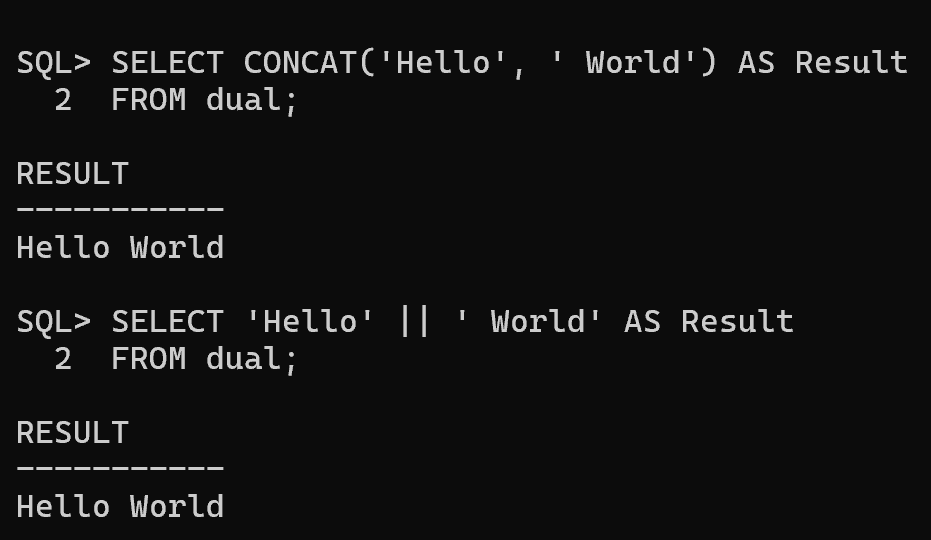 SQL> SELECT CONCAT('Hello', ' World') AS Result
  2  FROM dual;
RESULT
-----------
Hello World
SQL> SELECT 'Hello' || ' World' AS Result
  2  FROM dual;
RESULT
-----------
Hello World